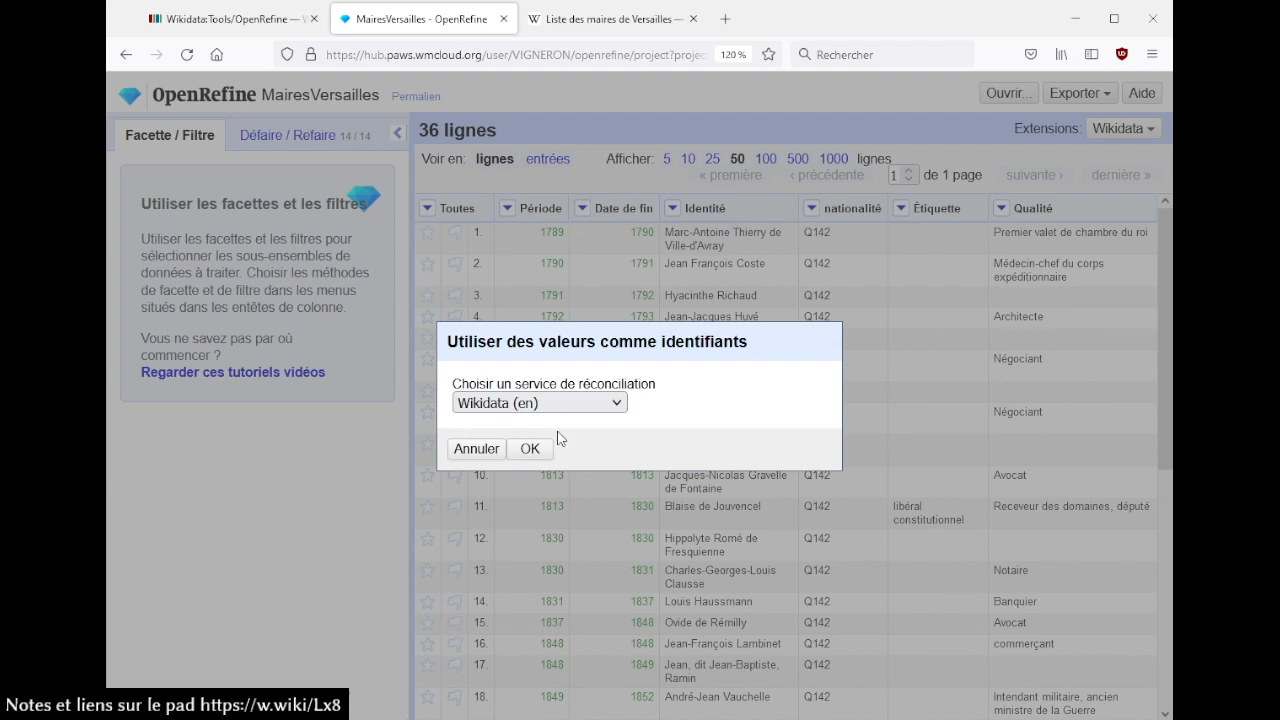 Wikidata:Tools/OpenRefine — W
MairesVersailles - OpenRefine
Liste des maires de Versailles —
https://hub.paws.wmcloud.org/user/VIGNERON/openrefine/project?projec
120 %
Rechercher
OpenRefine MairesVersailles Permalien
Ouvrir... Exporter Aide
Facette / Filtre
Défaire / Refaire 14 / 14
36 lignes
Extensions: Wikidata
Voir en: lignes entrées Afficher: 5 10 25 50 100 500 1000 lignes
« première ‹ précédente 1 de 1 page suivante › dernière »
Utiliser les facettes et les filtres
Utiliser les facettes et les filtres pour
sélectionner les sous-ensembles de
données à traiter. Choisir les méthodes
de facette et de filtre dans les menus
situés dans les entêtes de colonne.
Vous ne savez pas par où
commencer ?
Regarder ces tutoriels vidéos
Toutes Période Date de fin Identité nationalité Étiquette Qualité
1. 1789 1790 Marc-Antoine Thierry de Q142 Premier valet de chambre du roi
Ville-d'Avray
2. 1790 1791 Jean François Coste Q142 Médecin-chef du corps
expéditionnaire
3. 1791 1792 Hyacinthe Richaud Q142
4. 1792 1793 Jean-Jacques Huvé Q142 Architecte
Négociant
Négociant
Utiliser des valeurs comme identifiants
Choisir un service de réconciliation
Wikidata (en)
Annuler OK
10. 1813 1813 Jacques-Nicolas Gravelle Q142 Avocat
de Fontaine
11. 1813 1830 Blaise de Jouvencel Q142 libéral Receveur des domaines, député
constitutionnel
12. 1830 1830 Hippolyte Romé de Q142
Fresquienne
13. 1830 1831 Charles-Georges-Louis Q142 Notaire
Clausse
14. 1831 1837 Louis Haussmann Q142 Banquier
15. 1837 1848 Ovide de Rémilly Q142 Avocat
16. 1848 1848 Jean-François Lambinet Q142 commerçant
17. 1848 1849 Jean, dit Jean-Baptiste, Q142
Ramin
18. 1849 1852 André-Jean Vauchelle Q142 Intendant militaire, ancien
ministre de la Guerre
Notes et liens sur le pad https://w.wiki/Lx8